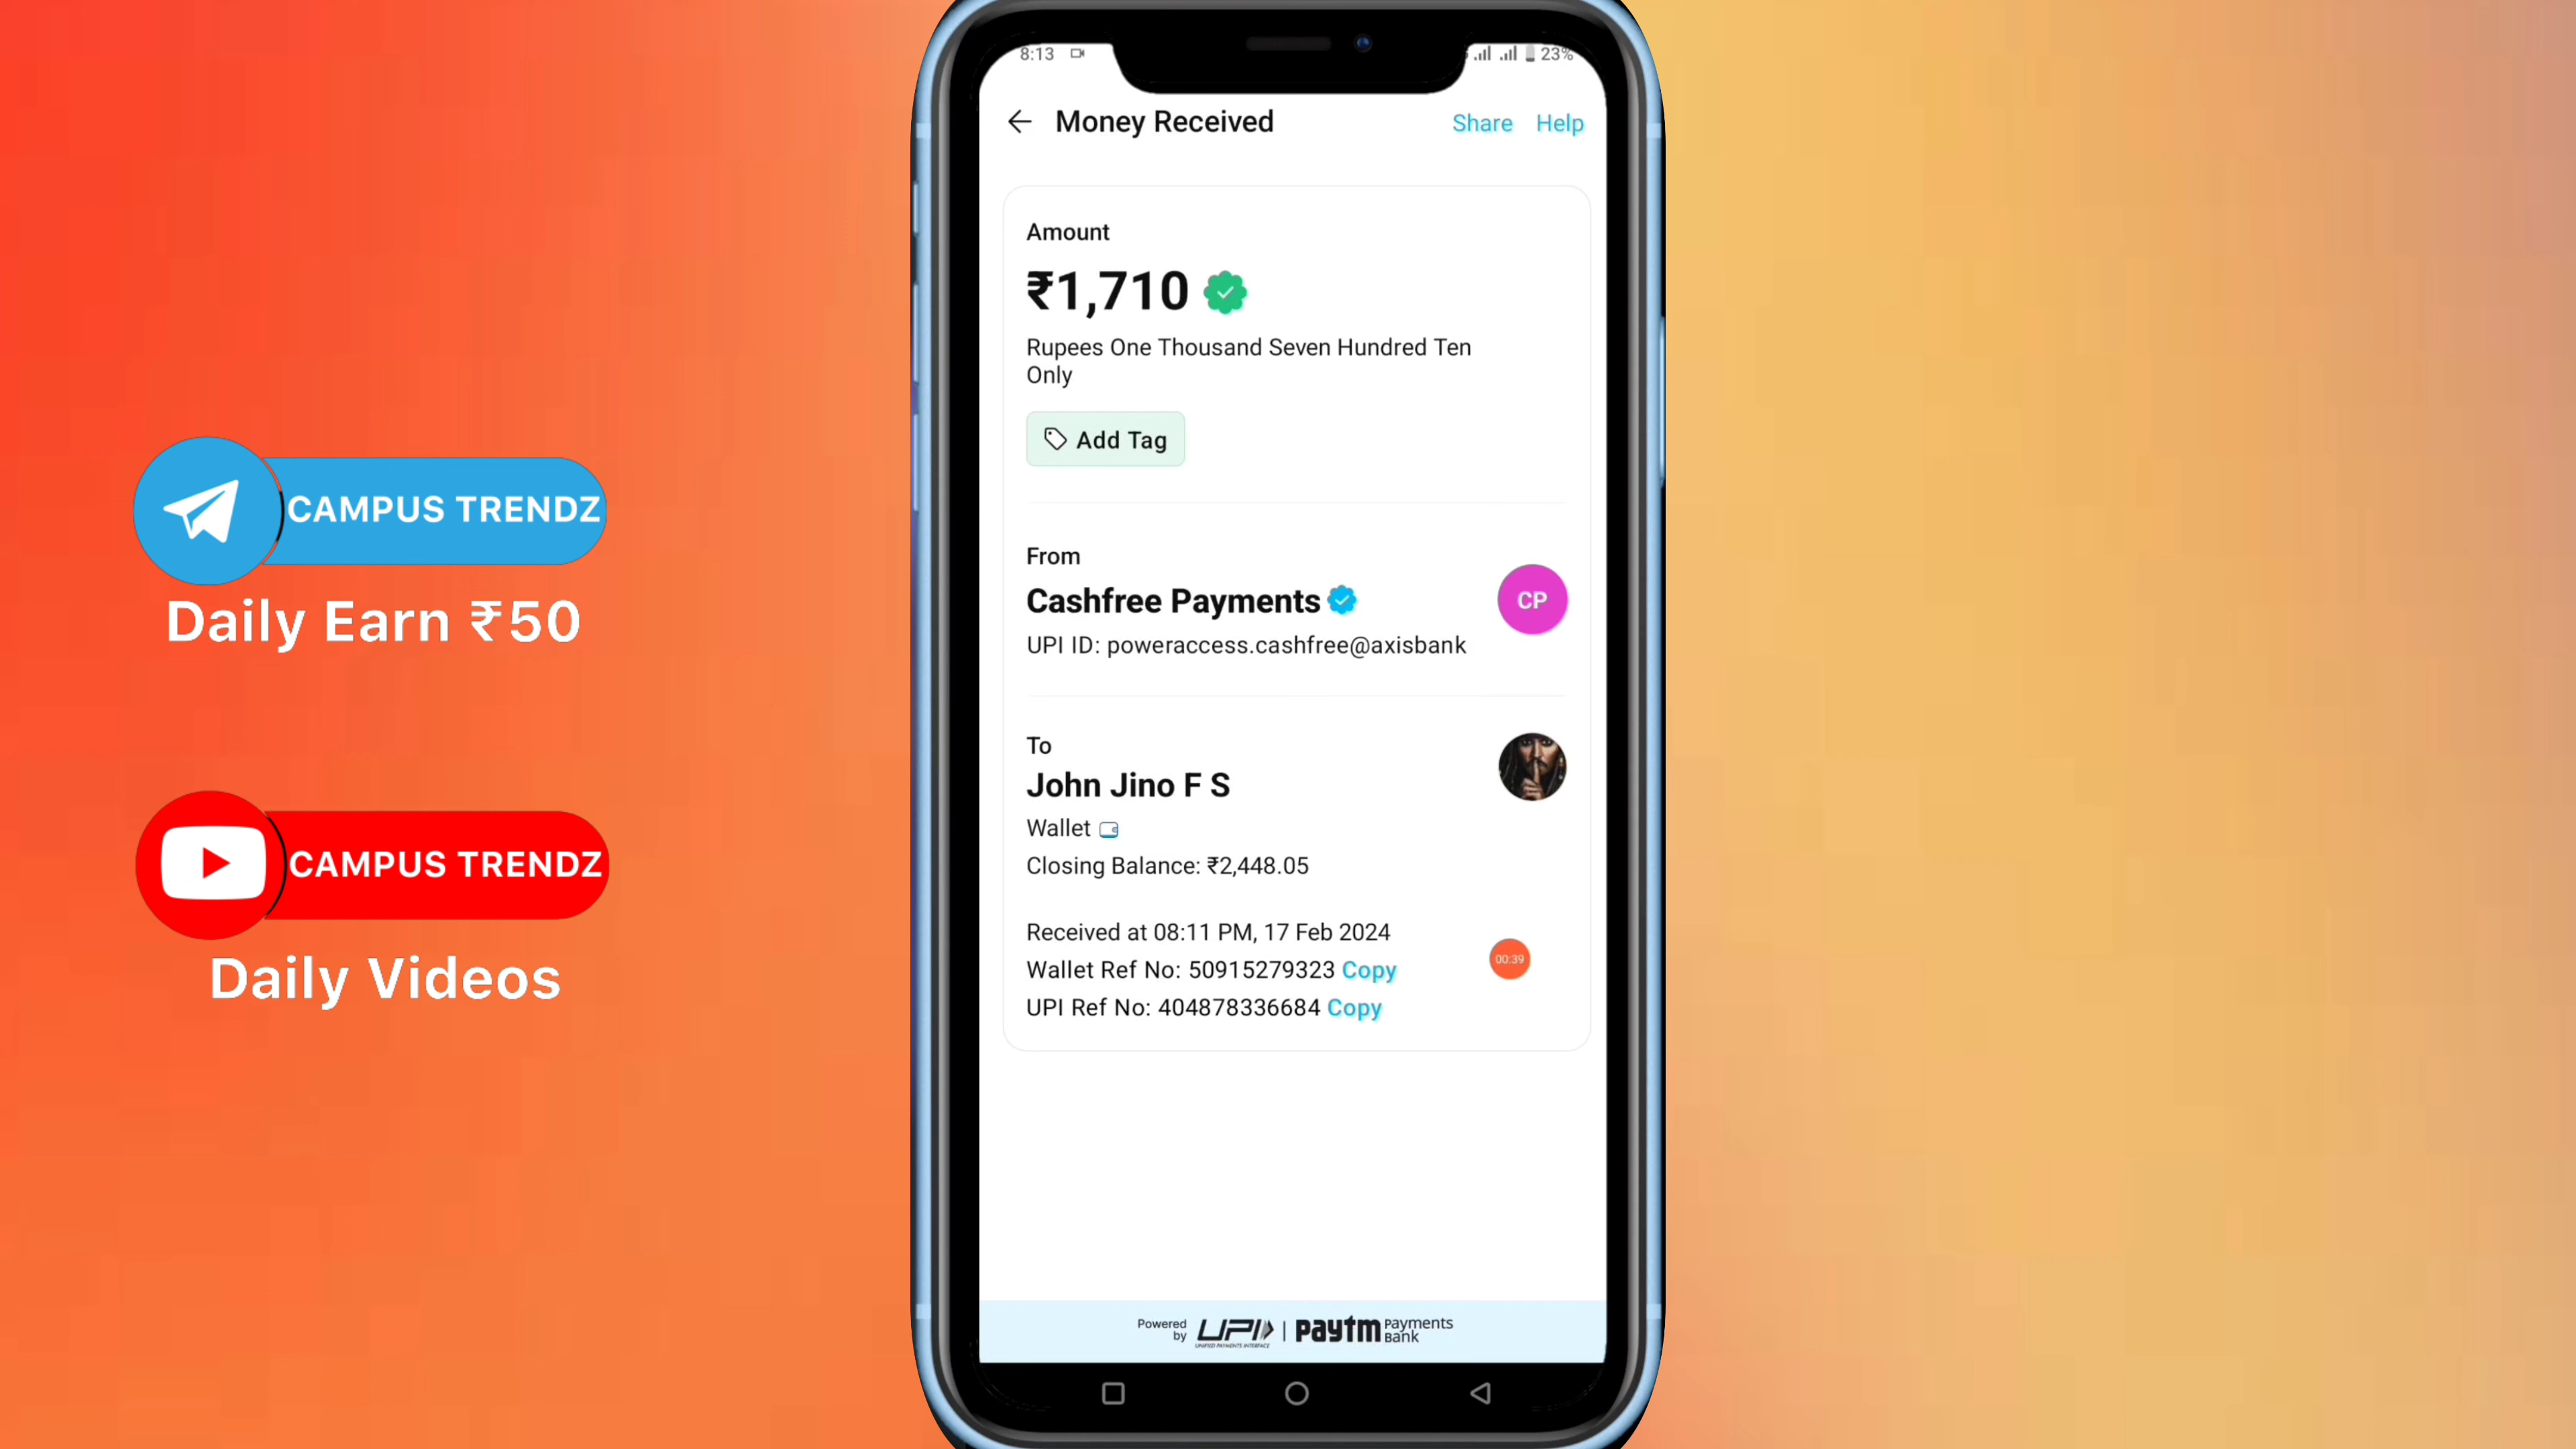 CAMPUS TRENDZ
Daily Earn ₹50
CAMPUS TRENDZ
Daily Videos
8:13
23%
Money Received
Share Help
Amount
₹1,710
Rupees One Thousand Seven Hundred Ten
Only
Add Tag
From
Cashfree Payments
CP
UPI ID: poweraccess.cashfree@axisbank
To
John Jino F S
Wallet
Closing Balance: ₹2,448.05
Received at 08:11 PM, 17 Feb 2024
00:39
Wallet Ref No: 50915279323 Copy
UPI Ref No: 404878336684 Copy
Powered
by
UPI
UNIFIED PAYMENTS INTERFACE
paytm Payments
Bank